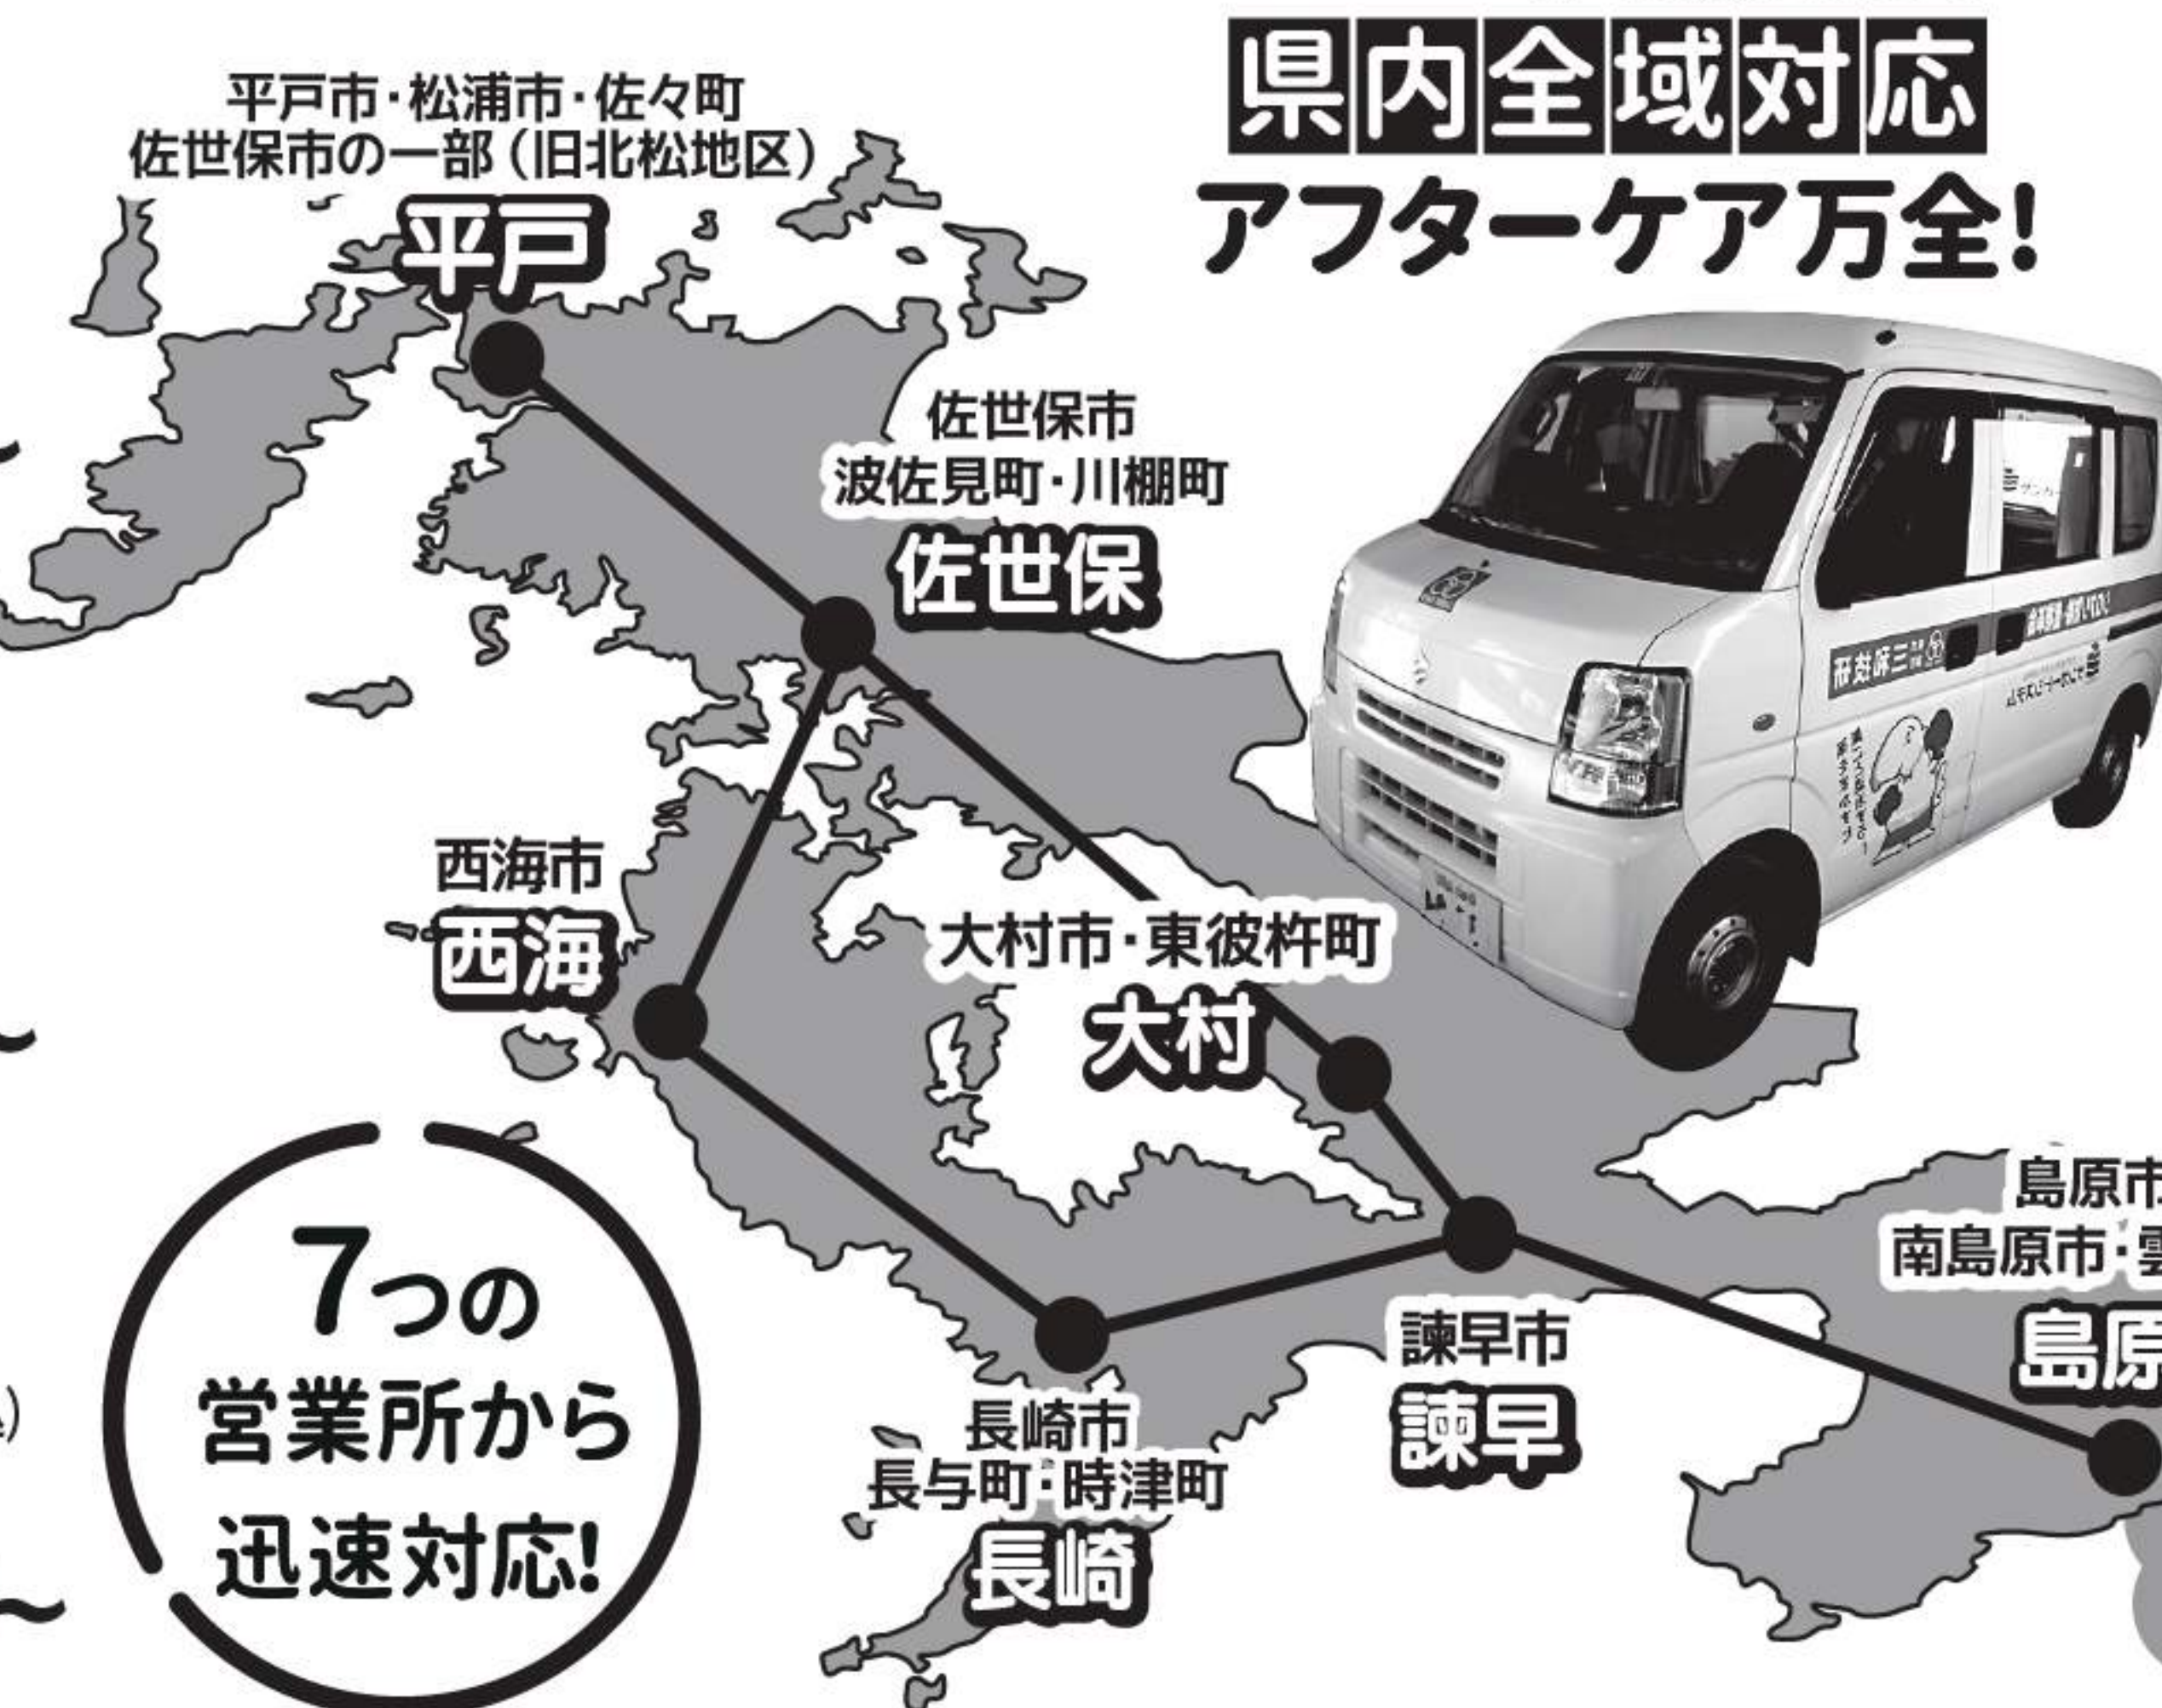 県内全域対応
アフターケア万全!
平戸市・松浦市・佐々町
佐世保市の一部(旧北松地区)
平戸
佐世保市
波佐見町・川棚町
佐世保
西海市
西海
大村市・東彼杵町
大村
島原市
南島原市・雲
島原
諫早市
諫早
長崎市
長与町・時津町
長崎
7つの
営業所から
迅速対応!